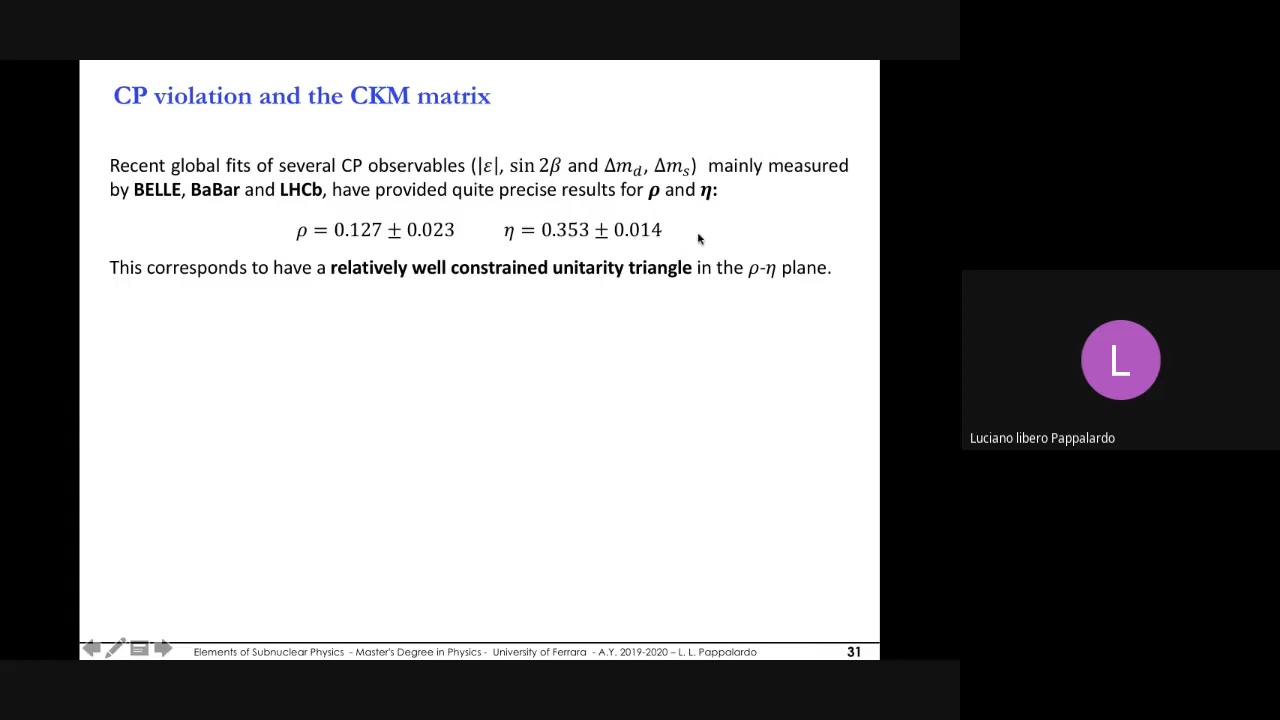 CP violation and the CKM matrix
Recent global fits of several CP observables (|ε|, sin 2β and Δm_d, Δm_s) mainly measured
by BELLE, BaBar and LHCb, have provided quite precise results for ρ and η:
ρ = 0.127 ± 0.023 η = 0.353 ± 0.014
This corresponds to have a relatively well constrained unitarity triangle in the ρ-η plane.
L
Luciano libero Pappalardo
Elements of Subnuclear Physics - Master's Degree in Physics - University of Ferrara - A.Y. 2019-2020 – L. L. Pappalardo 31